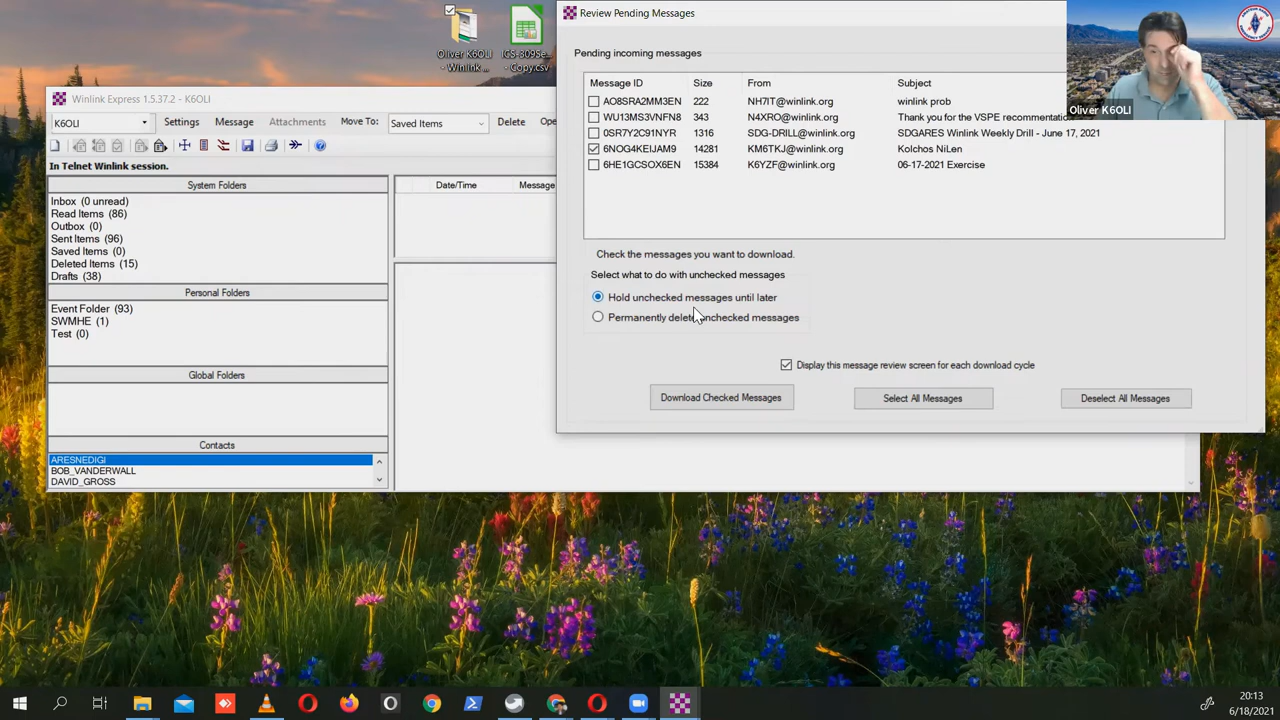 Oliver K6OLI
- Winlink ...
ICS-309Se...
- Copy.csv
Review Pending Messages
Pending incoming messages
Message ID Size From Subject
AO8SRA2MM3EN 222 NH7IT@winlink.org winlink prob
WU13MS3VNFN8 343 N4XRO@winlink.org Thank you for the VSPE recommentatio
0SR7Y2C91NYR 1316 SDG-DRILL@winlink.org SDGARES Winlink Weekly Drill - June 17, 2021
6NOG4KEIJAM9 14281 KM6TKJ@winlink.org Kolchos NiLen
6HE1GCSOX6EN 15384 K6YZF@winlink.org 06-17-2021 Exercise
Check the messages you want to download.
Select what to do with unchecked messages
Hold unchecked messages until later
Permanently delete unchecked messages
Display this message review screen for each download cycle
Download Checked Messages Select All Messages Deselect All Messages
Oliver K6OLI
Winlink Express 1.5.37.2 - K6OLI
K6OLI Settings Message Attachments Move To: Saved Items Delete Ope
In Telnet Winlink session.
System Folders
Date/Time Message
Inbox (0 unread)
Read Items (86)
Outbox (0)
Sent Items (96)
Saved Items (0)
Deleted Items (15)
Drafts (38)
Personal Folders
Event Folder (93)
SWMHE (1)
Test (0)
Global Folders
Contacts
ARESNEDIGI
BOB_VANDERWALL
DAVID_GROSS
20:13
6/18/2021